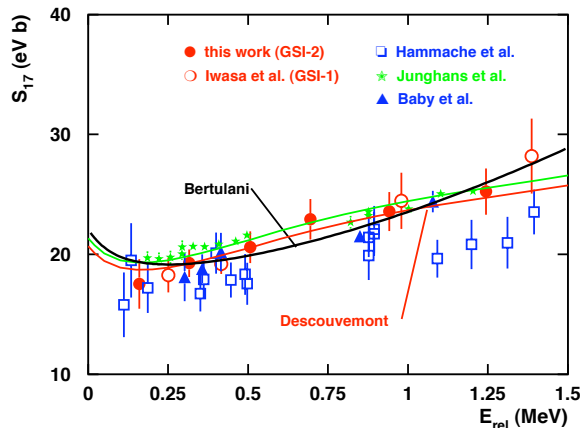 40
30
20
10
S17 (eV b)
this work (GSI-2)
Iwasa et al. (GSI-1)
Hammache et al.
Junghans et al.
Baby et al.
Bertulani
Descouvemont
0 0.25 0.5 0.75 1 1.25 1.5
Erel (MeV)